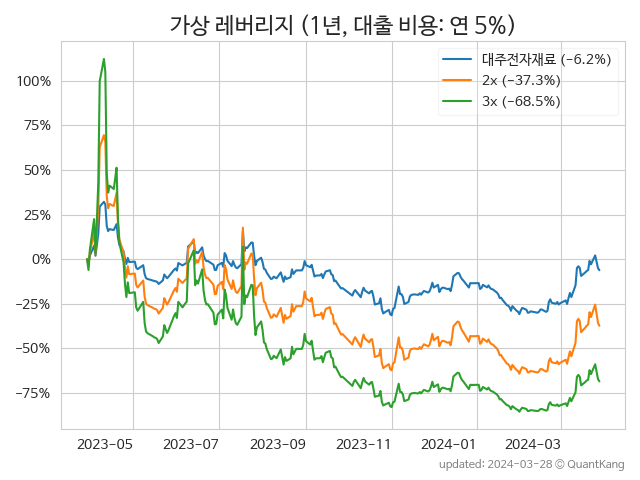 가상 레버리지 (1년, 대출 비용: 연 5%)
대주전자재료 (−6.2%)
2x (−37.3%)
3x (−68.5%)
100%
75%
50%
25%
0%
−25%
−50%
−75%
2023-05 2023-07 2023-09 2023-11 2024-01 2024-03
updated: 2024-03-28 © QuantKang